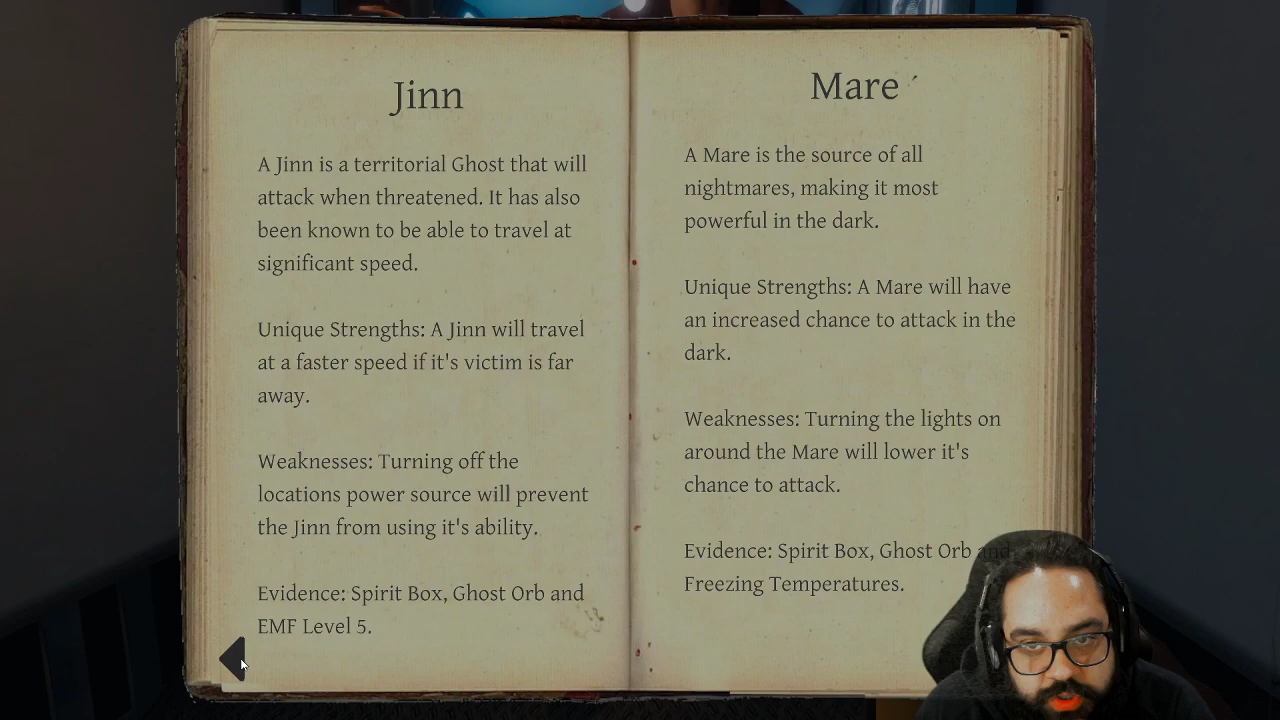 Jinn
A Jinn is a territorial Ghost that will
attack when threatened. It has also
been known to be able to travel at
significant speed.
Unique Strengths: A Jinn will travel
at a faster speed if it's victim is far
away.
Weaknesses: Turning off the
locations power source will prevent
the Jinn from using it's ability.
Evidence: Spirit Box, Ghost Orb and
EMF Level 5.
Mare
A Mare is the source of all
nightmares, making it most
powerful in the dark.
Unique Strengths: A Mare will have
an increased chance to attack in the
dark.
Weaknesses: Turning the lights on
around the Mare will lower it's
chance to attack.
Evidence: Spirit Box, Ghost Orb and
Freezing Temperatures.